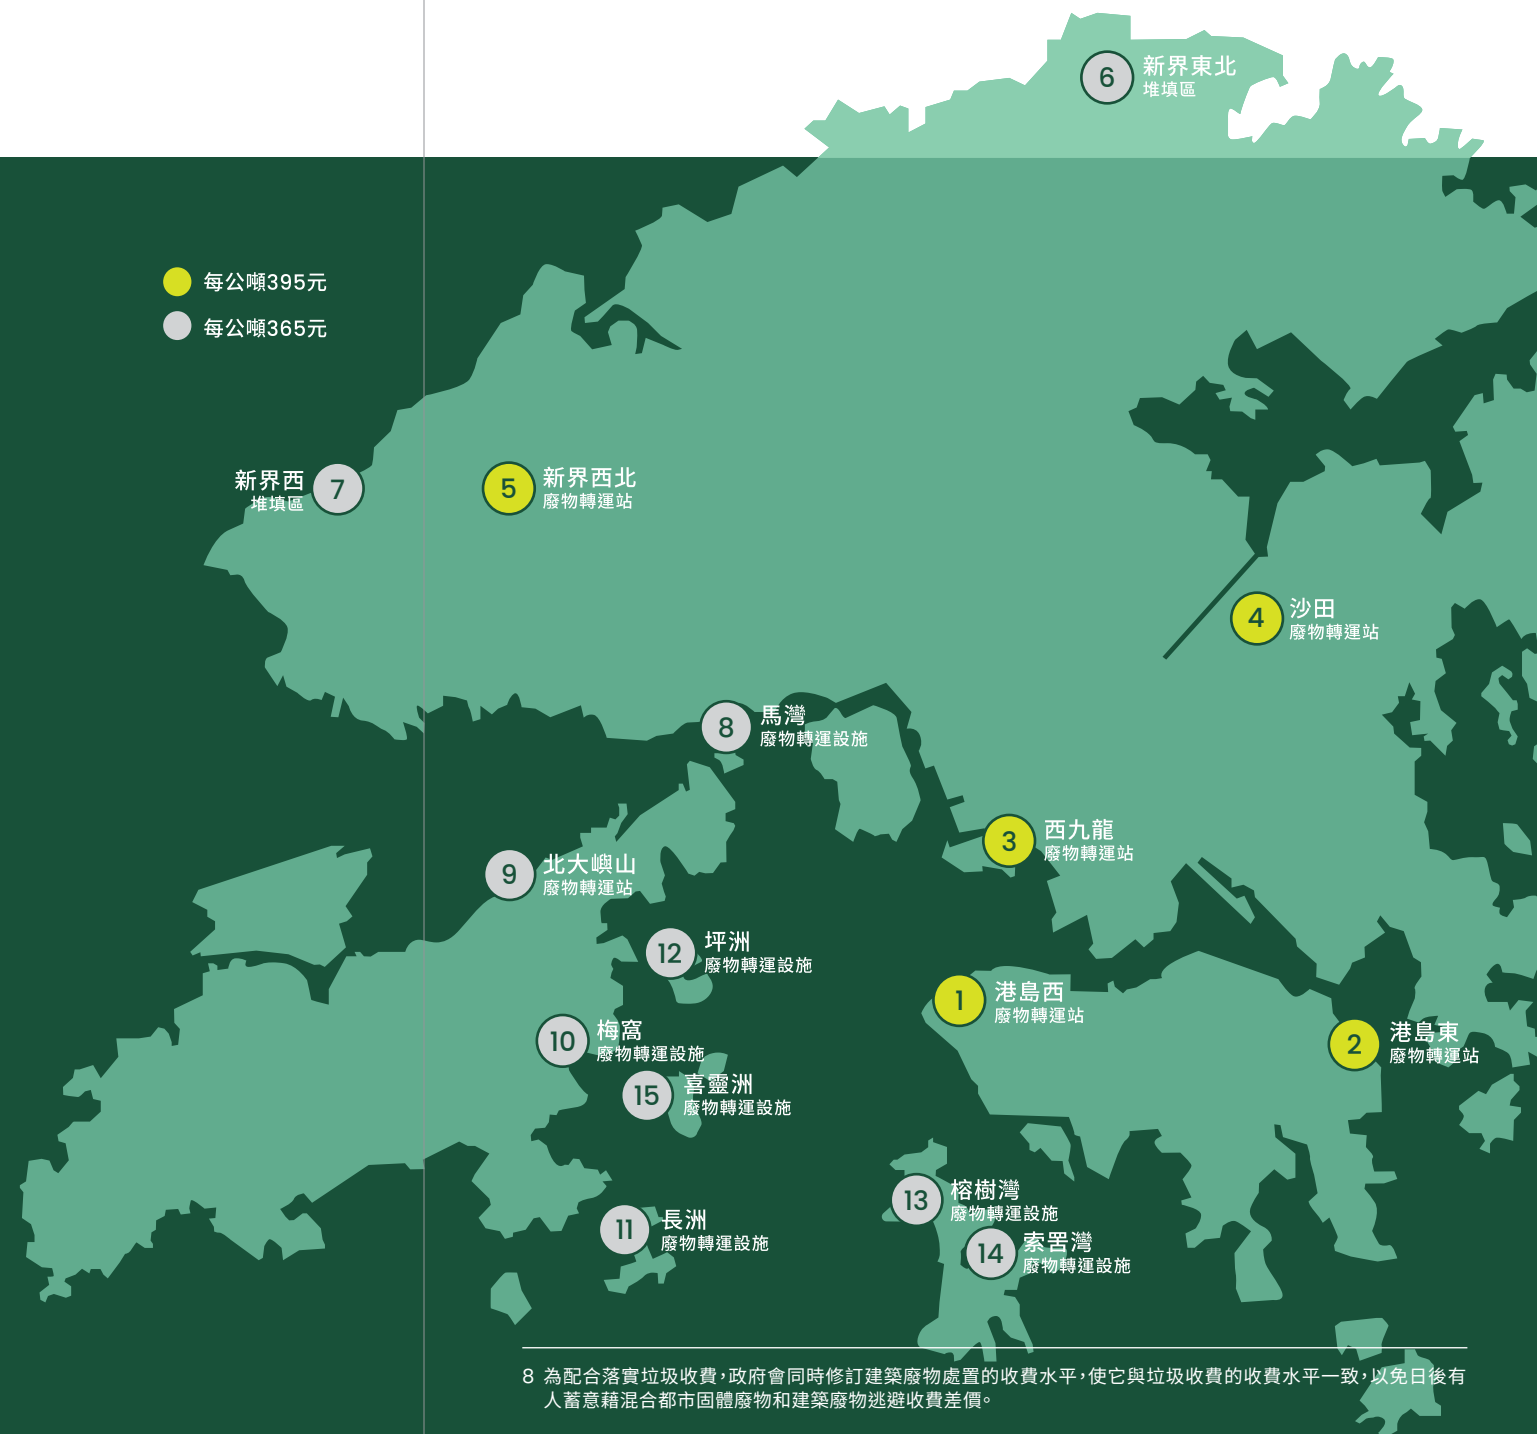 6
新界東北
堆填區
每公噸395元
每公噸365元
新界西
堆填區
7
5
新界西北
廢物轉運站
4
沙田
廢物轉運站
8
馬灣
廢物轉運設施
3
西九龍
廢物轉運站
9
北大嶼山
廢物轉運站
12
坪洲
廢物轉運設施
1
港島西
廢物轉運站
10
梅窩
廢物轉運設施
2
港島東
廢物轉運站
15
喜靈洲
廢物轉運設施
13
榕樹灣
廢物轉運設施
11
長洲
廢物轉運設施
14
索罟灣
廢物轉運設施
8 為配合落實垃圾收費，政府會同時修訂建築廢物處置的收費水平，使它與垃圾收費的收費水平一致，以免日後有
人蓄意藉混合都市固體廢物和建築廢物逃避收費差價。